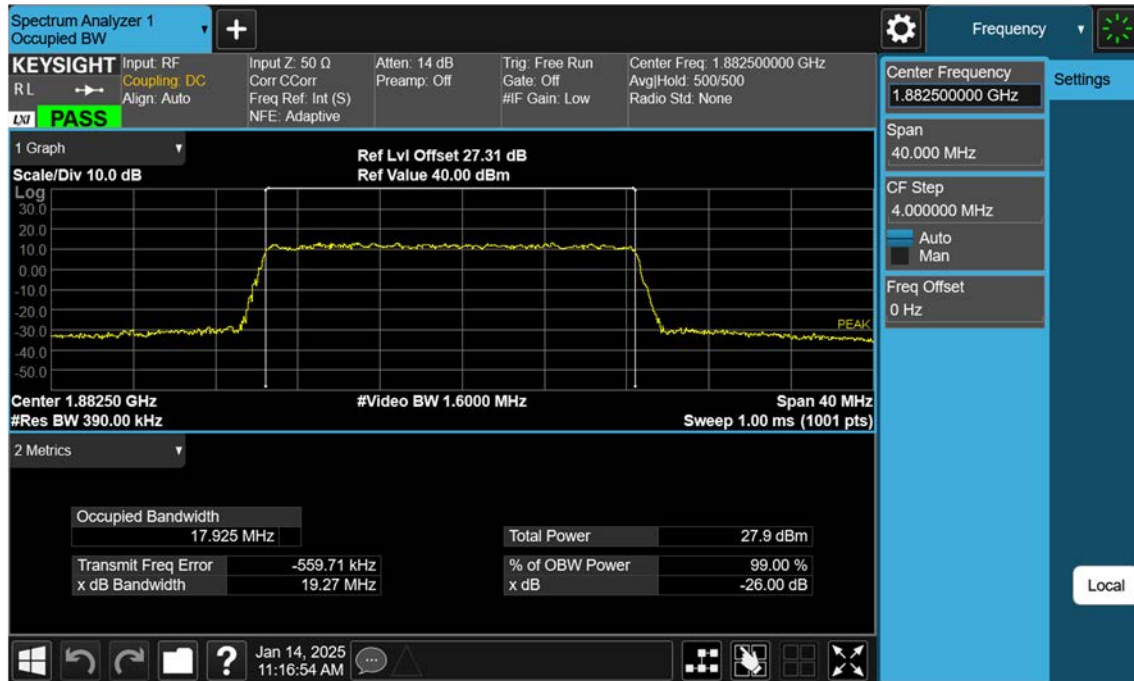 Spectrum Analyzer 1
Occupied BW
Frequency
KEYSIGHT
R L
LXI
PASS
Input: RF
Coupling: DC
Align: Auto
Input Z: 50 Ω
Corr CCorr
Freq Ref: Int (S)
NFE: Adaptive
Atten: 14 dB
Preamp: Off
Trig: Free Run
Gate: Off
#IF Gain: Low
Center Freq: 1.882500000 GHz
Avg|Hold: 500/500
Radio Std: None
Center Frequency
1.882500000 GHz
Settings
Span
40.000 MHz
CF Step
4.000000 MHz
Auto
Man
Freq Offset
0 Hz
Local
1 Graph
Scale/Div 10.0 dB
Ref Lvl Offset 27.31 dB
Ref Value 40.00 dBm
Log
30.0
20.0
10.0
0.00
-10.0
-20.0
-30.0
-40.0
-50.0
PEAK
Center 1.88250 GHz
#Video BW 1.6000 MHz
Span 40 MHz
#Res BW 390.00 kHz
Sweep 1.00 ms (1001 pts)
2 Metrics
Occupied Bandwidth
17.925 MHz
Total Power 27.9 dBm
Transmit Freq Error -559.71 kHz
% of OBW Power 99.00 %
x dB Bandwidth 19.27 MHz
x dB -26.00 dB
?
Jan 14, 2025
11:16:54 AM